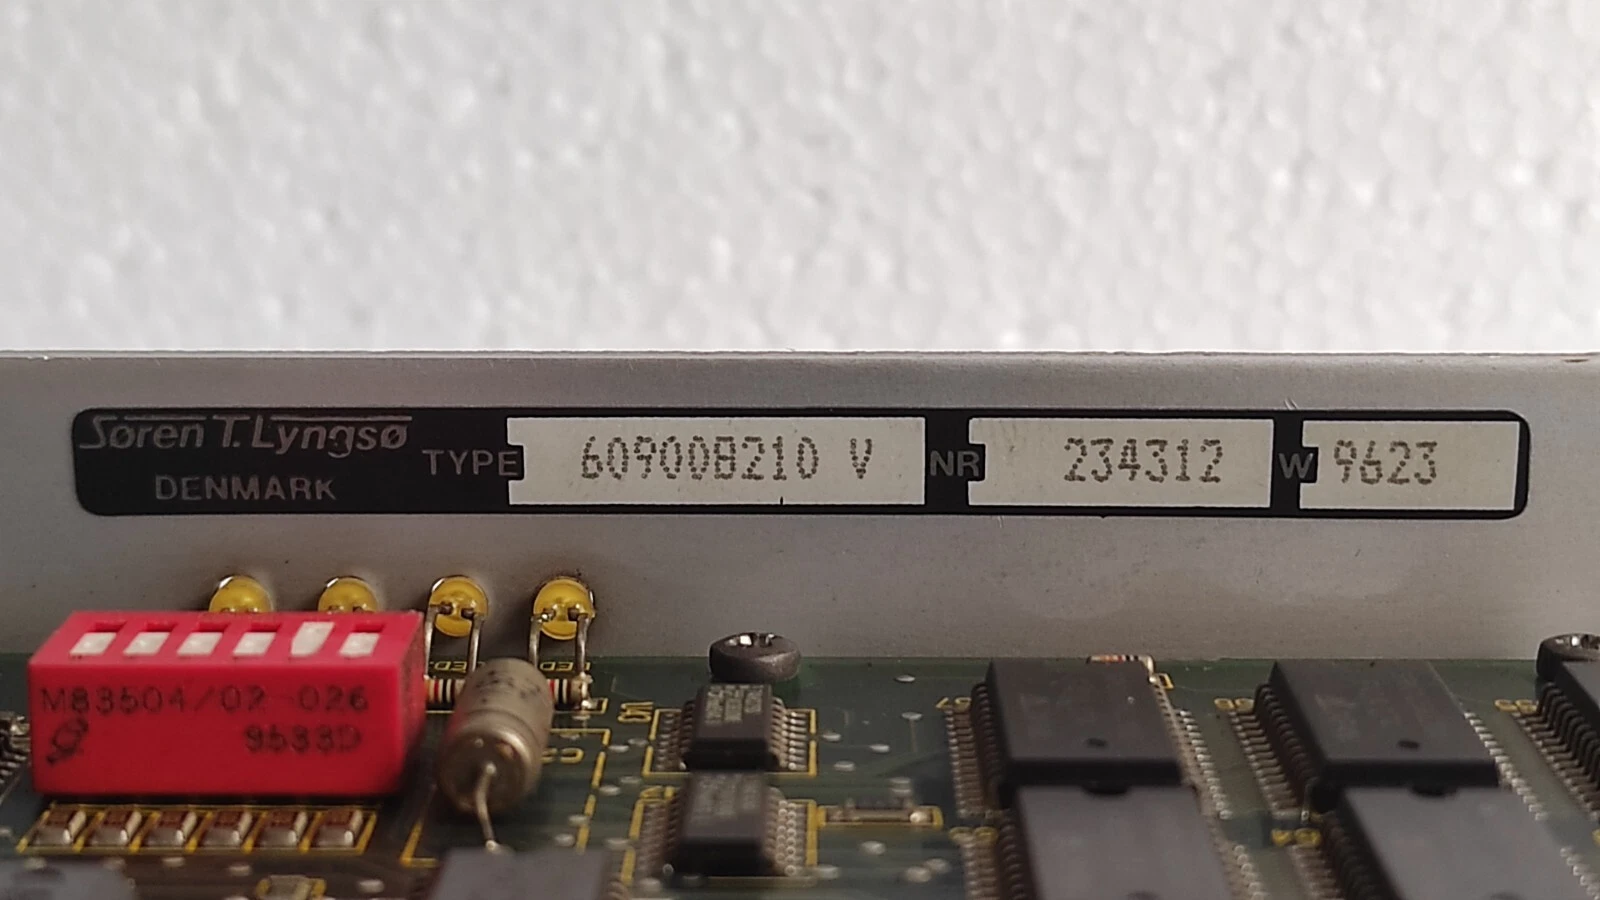 Søren T. Lyngsø
DENMARK
TYPE 609008210 V NR 234312 W 9623
M83504/02-026
9533D